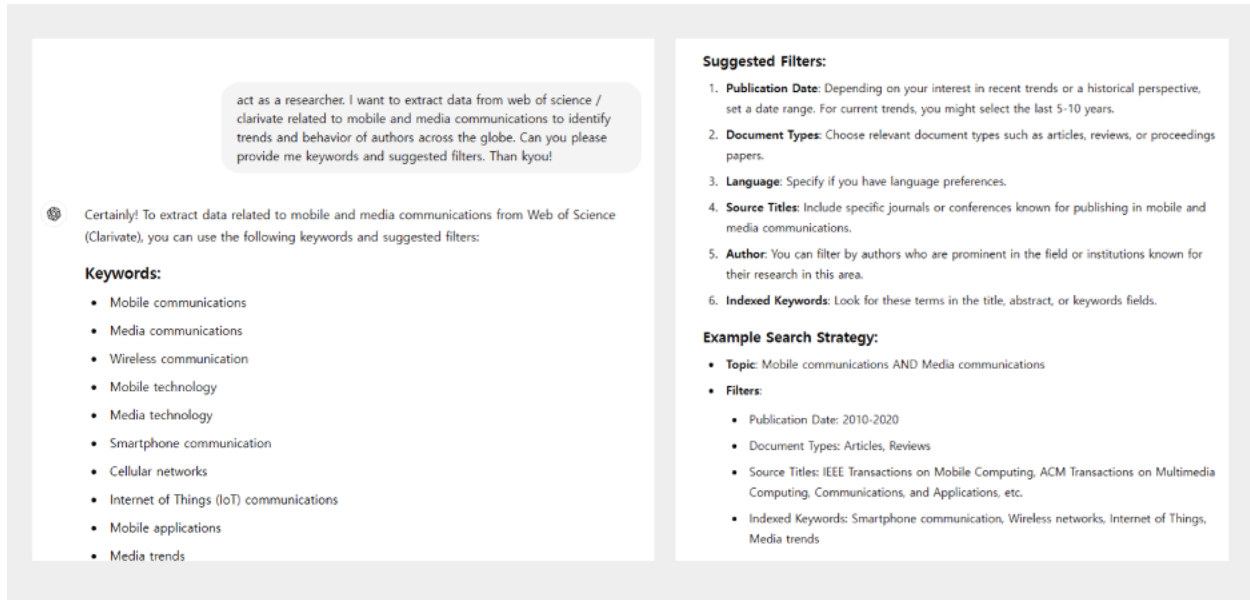 act as a researcher. I want to extract data from web of science /
clarivate related to mobile and media communications to identify
trends and behavior of authors across the globe. Can you please
provide me keywords and suggested filters. Than kyou!
Certainly! To extract data related to mobile and media communications from Web of Science
(Clarivate), you can use the following keywords and suggested filters:
Keywords:
• Mobile communications
• Media communications
• Wireless communication
• Mobile technology
• Media technology
• Smartphone communication
• Cellular networks
• Internet of Things (IoT) communications
• Mobile applications
• Media trends
Suggested Filters:
1. Publication Date: Depending on your interest in recent trends or a historical perspective,
set a date range. For current trends, you might select the last 5-10 years.
2. Document Types: Choose relevant document types such as articles, reviews, or proceedings
papers.
3. Language: Specify if you have language preferences.
4. Source Titles: Include specific journals or conferences known for publishing in mobile and
media communications.
5. Author: You can filter by authors who are prominent in the field or institutions known for
their research in this area.
6. Indexed Keywords: Look for these terms in the title, abstract, or keywords fields.
Example Search Strategy:
• Topic: Mobile communications AND Media communications
• Filters:
• Publication Date: 2010-2020
• Document Types: Articles, Reviews
• Source Titles: IEEE Transactions on Mobile Computing, ACM Transactions on Multimedia
Computing, Communications, and Applications, etc.
• Indexed Keywords: Smartphone communication, Wireless networks, Internet of Things,
Media trends